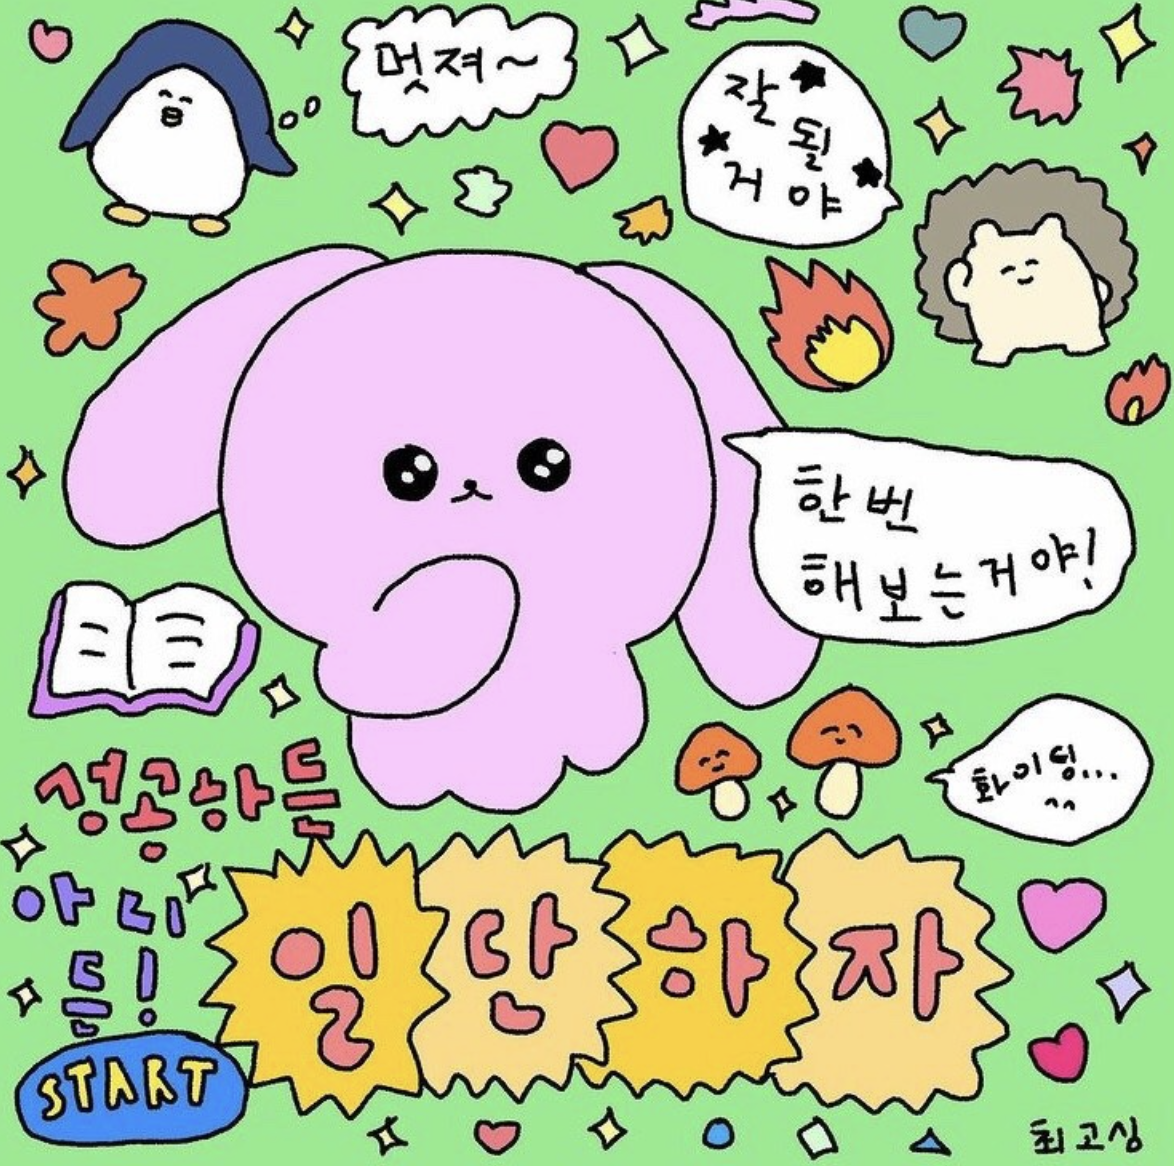 멋져~
잘
될
거 야
한 번
해 보 는 거 야!
화이팅...
^^
성공하든
아니
든!
START
일단하자
최고심